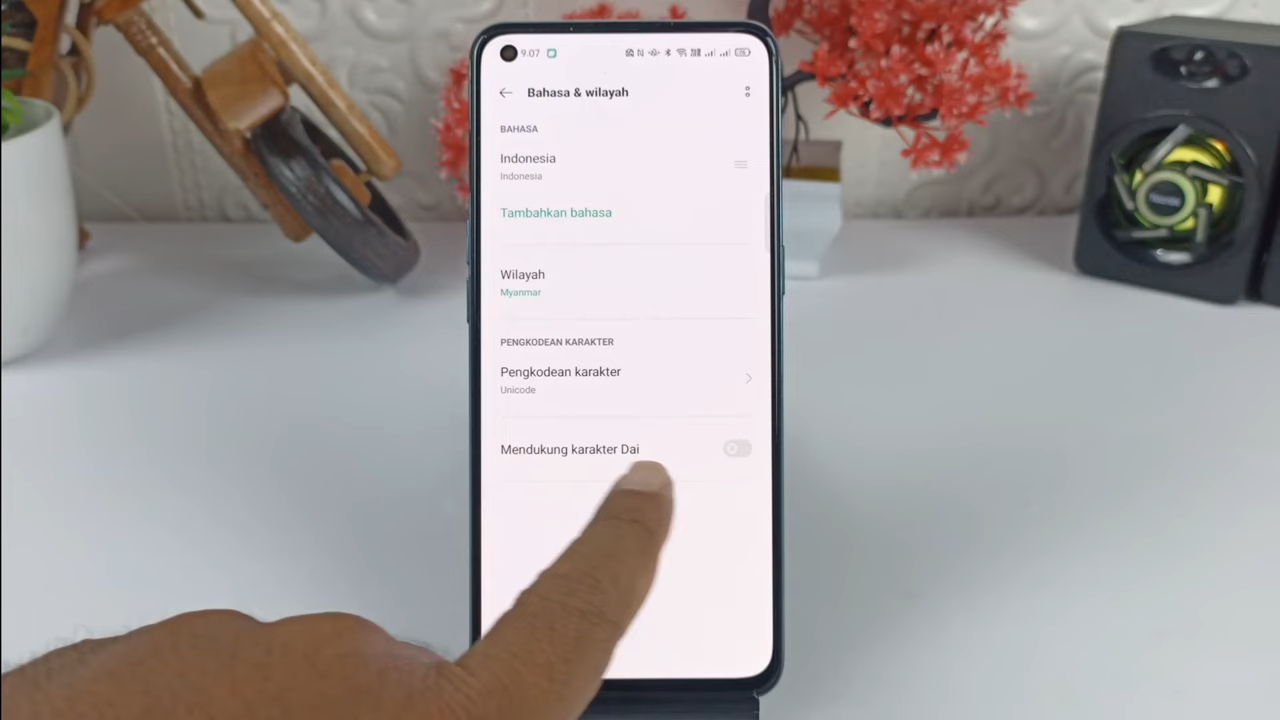 9.07
Bahasa & wilayah
BAHASA
Indonesia
Indonesia
Tambahkan bahasa
Wilayah
Myanmar
PENGKODEAN KARAKTER
Pengkodean karakter
Unicode
Mendukung karakter Dai